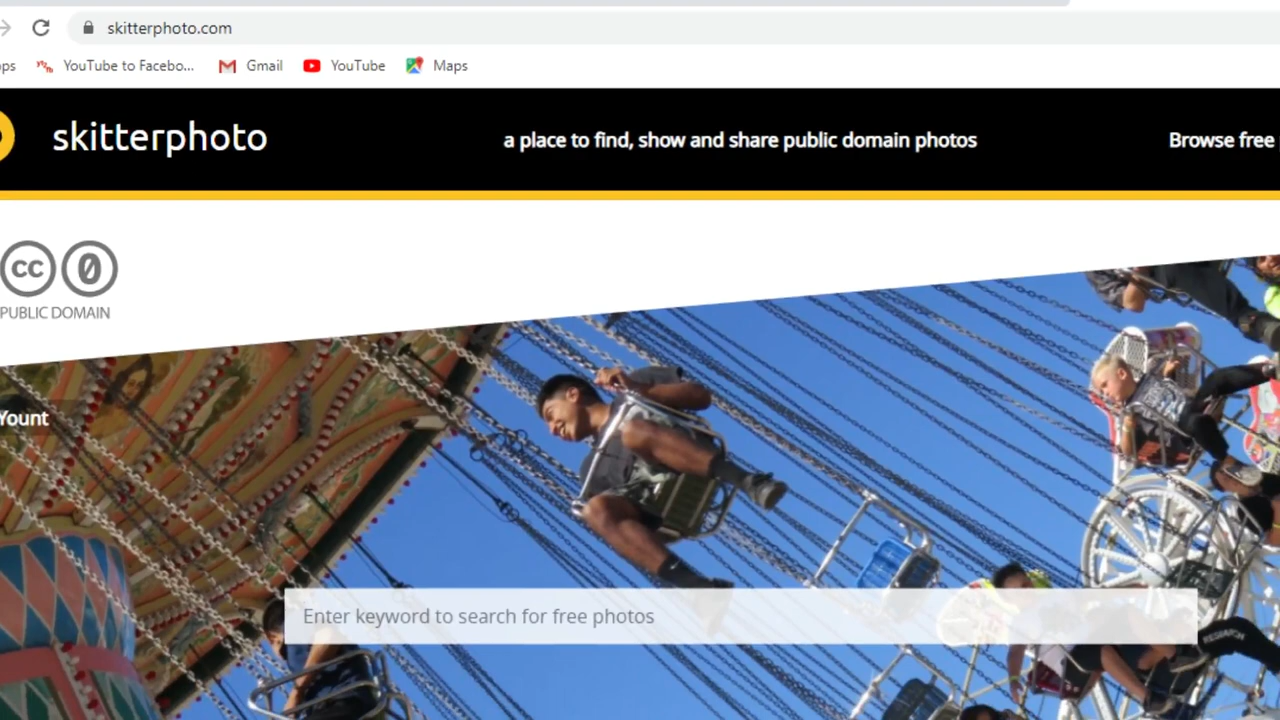 skitterphoto.com
ps
YouTube to Facebo...
Gmail
YouTube
Maps
skitterphoto
a place to find, show and share public domain photos
Browse free
cc 0
PUBLIC DOMAIN
Yount
Enter keyword to search for free photos
RESEARCH